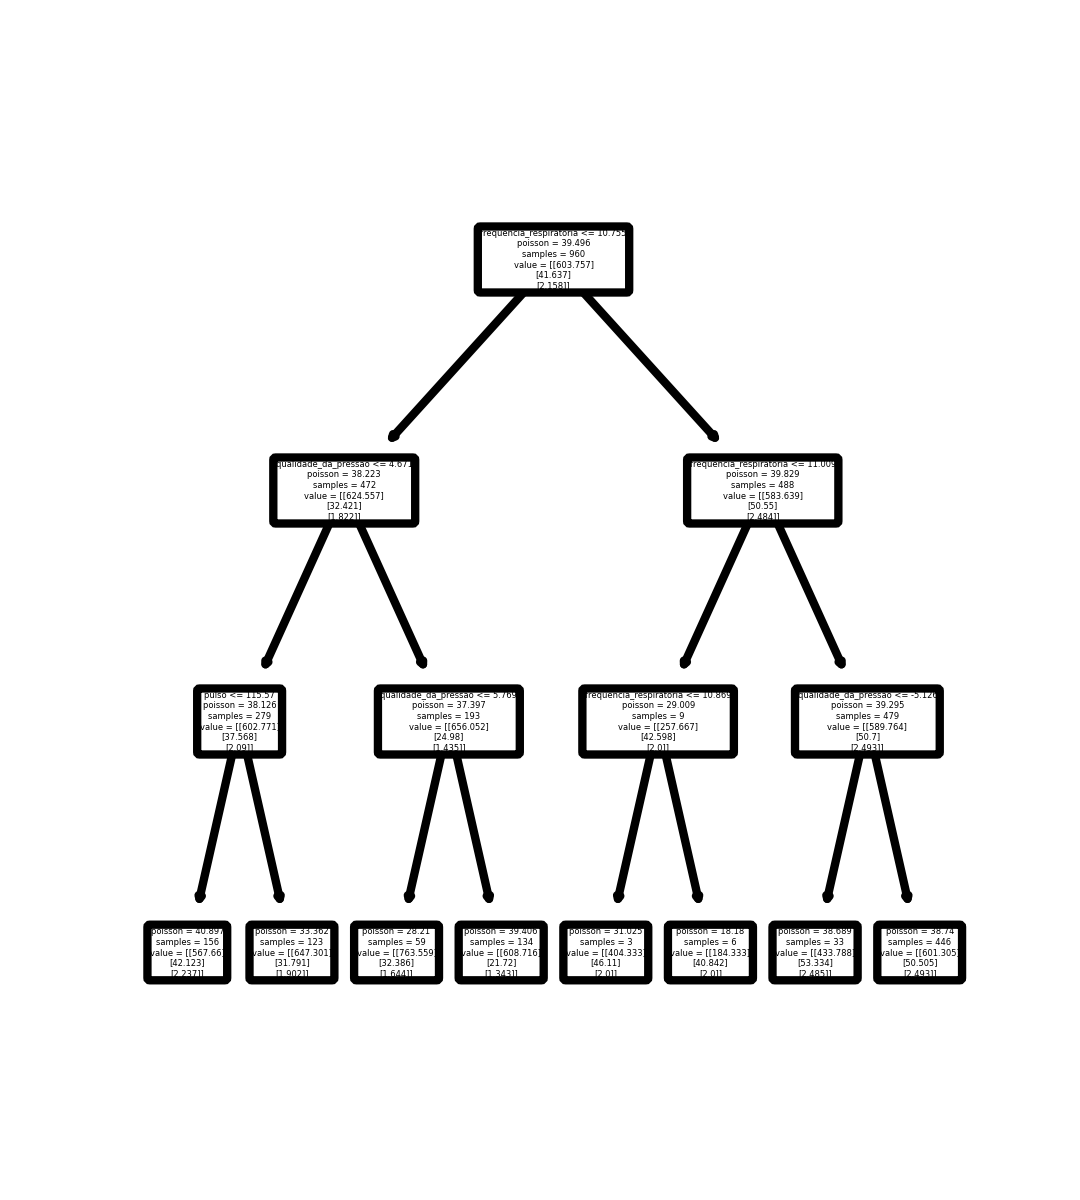 frequencia_respiratoria <= 10.755
poisson = 39.496
samples = 960
value = [[603.757]
[41.637]
[2.158]]
qualidade_da_pressao <= 4.671
poisson = 38.223
samples = 472
value = [[624.557]
[32.421]
[1.822]]
frequencia_respiratoria <= 11.009
poisson = 39.829
samples = 488
value = [[583.639]
[50.55]
[2.484]]
pulso <= 115.57
poisson = 38.126
samples = 279
value = [[602.771]
[37.568]
[2.09]]
qualidade_da_pressao <= 5.769
poisson = 37.397
samples = 193
value = [[656.052]
[24.98]
[1.435]]
frequencia_respiratoria <= 10.869
poisson = 29.009
samples = 9
value = [[257.667]
[42.598]
[2.0]]
qualidade_da_pressao <= -5.126
poisson = 39.295
samples = 479
value = [[589.764]
[50.7]
[2.493]]
poisson = 40.897
samples = 156
value = [[567.66]
[42.123]
[2.237]]
poisson = 33.362
samples = 123
value = [[647.301]
[31.791]
[1.902]]
poisson = 28.21
samples = 59
value = [[763.559]
[32.386]
[1.644]]
poisson = 39.406
samples = 134
value = [[608.716]
[21.72]
[1.343]]
poisson = 31.025
samples = 3
value = [[404.333]
[46.11]
[2.0]]
poisson = 18.18
samples = 6
value = [[184.333]
[40.842]
[2.0]]
poisson = 38.689
samples = 33
value = [[433.788]
[53.334]
[2.485]]
poisson = 38.74
samples = 446
value = [[601.305]
[50.505]
[2.493]]